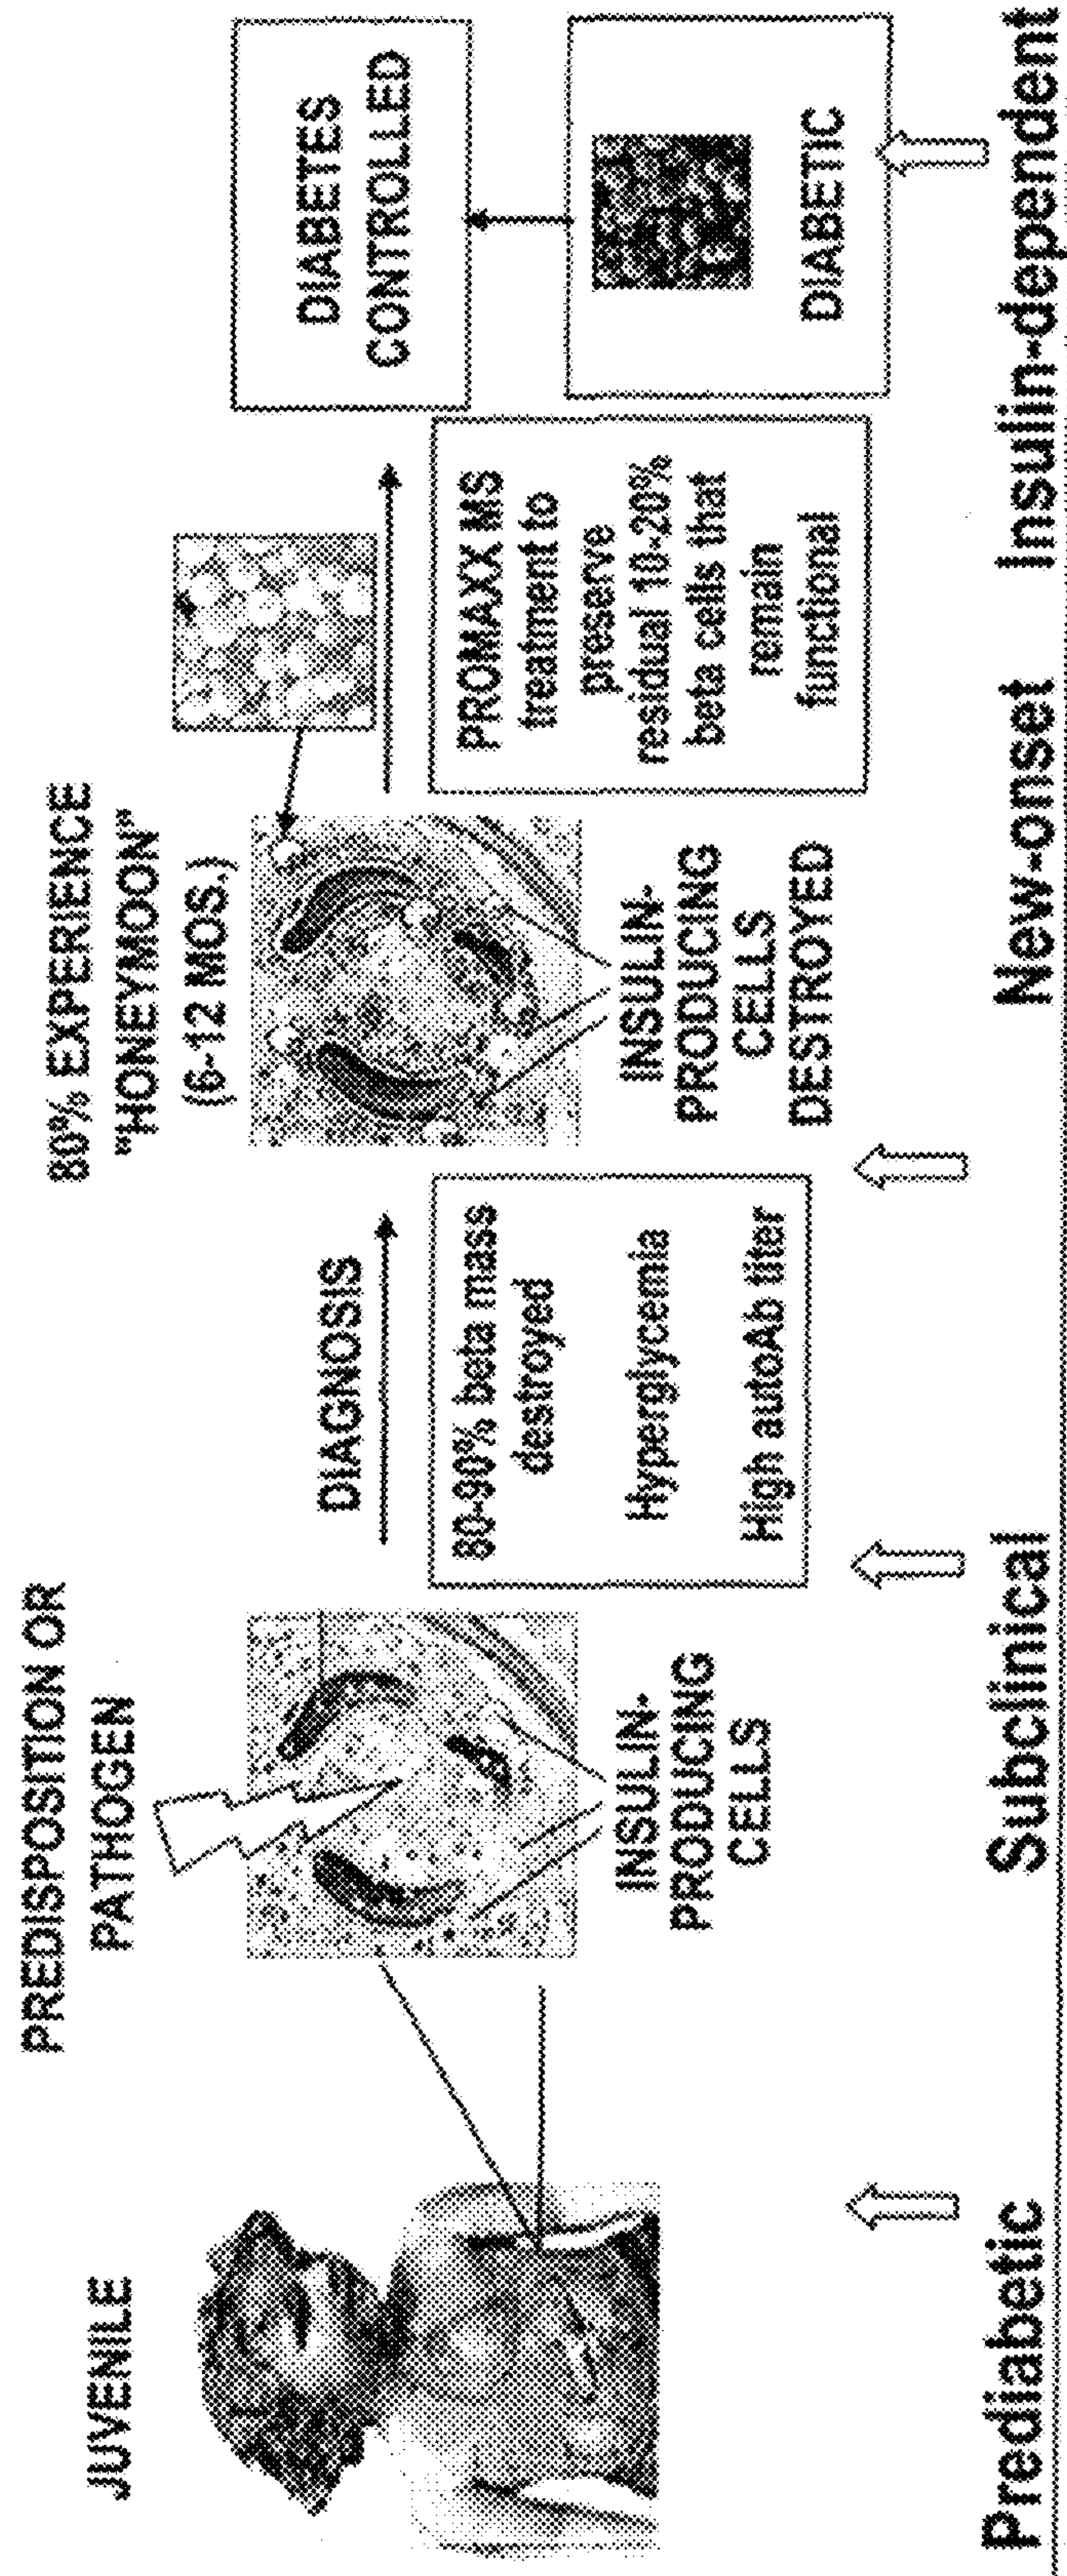 JUVENILE
PREDISPOSITION OR
PATHOGEN
INSULIN-
PRODUCING
CELLS
DIAGNOSIS
80-90% beta mass
destroyed
Hyperglycemia
High autoAb titer
80% EXPERIENCE
"HONEYMOON"
(6-12 MOS.)
INSULIN-
PRODUCING
CELLS
DESTROYED
PROMAXX MS
treatment to
preserve
residual 10-20%
beta cells that
remain
functional
DIABETES
CONTROLLED
DIABETIC
Prediabetic
Subclinical
New-onset
Insulin-dependent